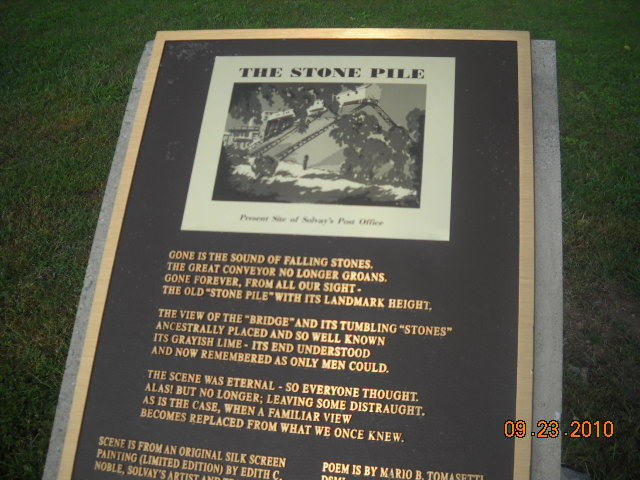 THE STONE PILE
Present Site of Solvay's Post Office
GONE IS THE SOUND OF FALLING STONES,
THE GREAT CONVEYOR NO LONGER GROANS.
GONE FOREVER, FROM ALL OUR SIGHT -
THE OLD "STONE PILE" WITH ITS LANDMARK HEIGHT,
THE VIEW OF THE "BRIDGE" AND ITS TUMBLING "STONES"
ANCESTRALLY PLACED AND SO WELL KNOWN
ITS GRAYISH LIME - ITS END UNDERSTOOD
AND NOW REMEMBERED AS ONLY MEN COULD.
THE SCENE WAS ETERNAL - SO EVERYONE THOUGHT.
ALAS! BUT NO LONGER; LEAVING SOME DISTRAUGHT.
AS IS THE CASE, WHEN A FAMILIAR VIEW
BECOMES REPLACED FROM WHAT WE ONCE KNEW.
SCENE IS FROM AN ORIGINAL SILK SCREEN
PAINTING (LIMITED EDITION) BY EDITH C.
NOBLE, SOLVAY'S ARTIST AND
POEM IS BY MARIO B. TOMASETTI
09.23.2010